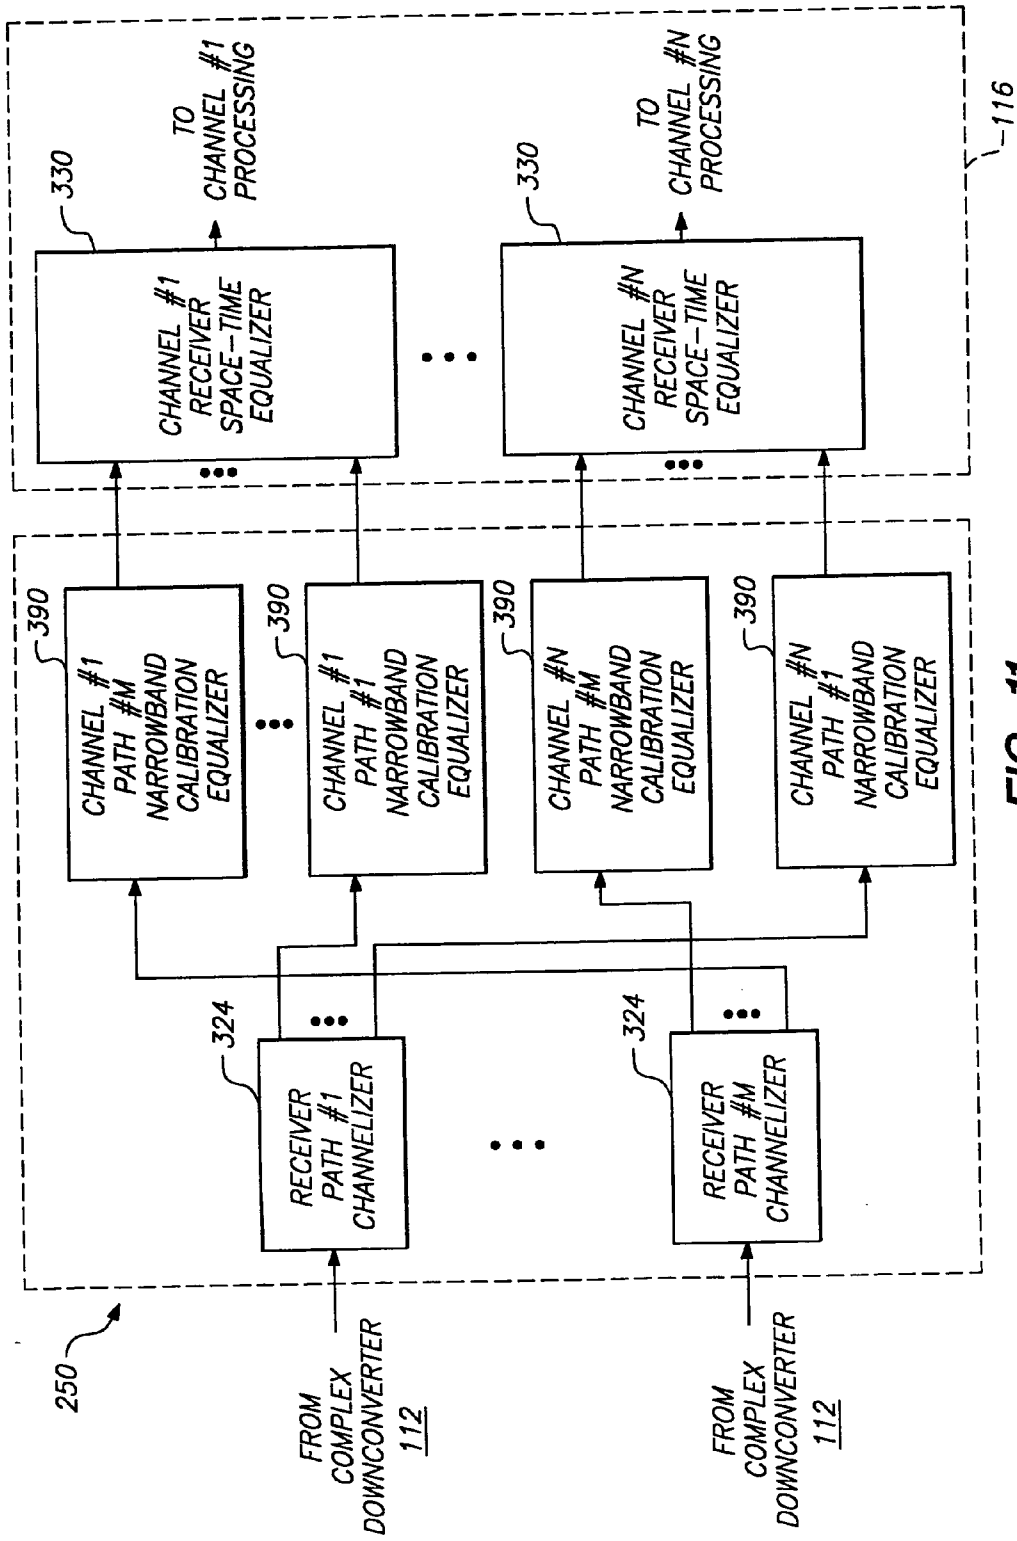 250
FROM
COMPLEX
DOWNCONVERTER
112
FROM
COMPLEX
DOWNCONVERTER
112
324
RECEIVER
PATH #1
CHANNELIZER
324
RECEIVER
PATH #M
CHANNELIZER
390
CHANNEL #1
PATH #M
NARROWBAND
CALIBRATION
EQUALIZER
390
CHANNEL #1
PATH #1
NARROWBAND
CALIBRATION
EQUALIZER
390
CHANNEL #N
PATH #M
NARROWBAND
CALIBRATION
EQUALIZER
390
CHANNEL #N
PATH #1
NARROWBAND
CALIBRATION
EQUALIZER
330
CHANNEL #1
RECEIVER
SPACE-TIME
EQUALIZER
330
CHANNEL #N
RECEIVER
SPACE-TIME
EQUALIZER
TO
CHANNEL #1
PROCESSING
TO
CHANNEL #N
PROCESSING
116